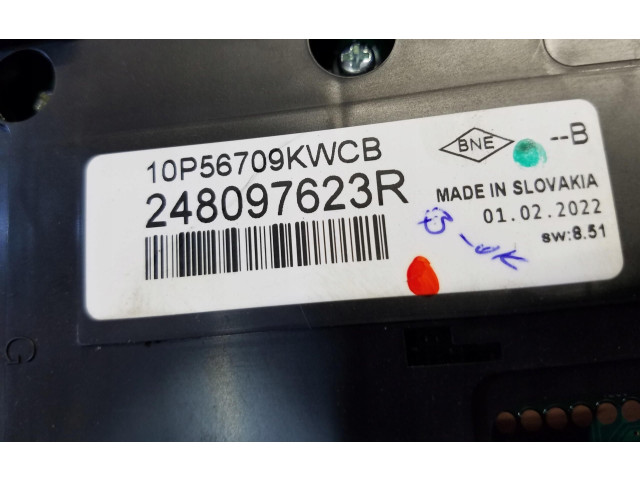 10P56709KWCB
248097623R
BNE
--B
MADE IN SLOVAKIA
01.02.2022
sw:8.51
G